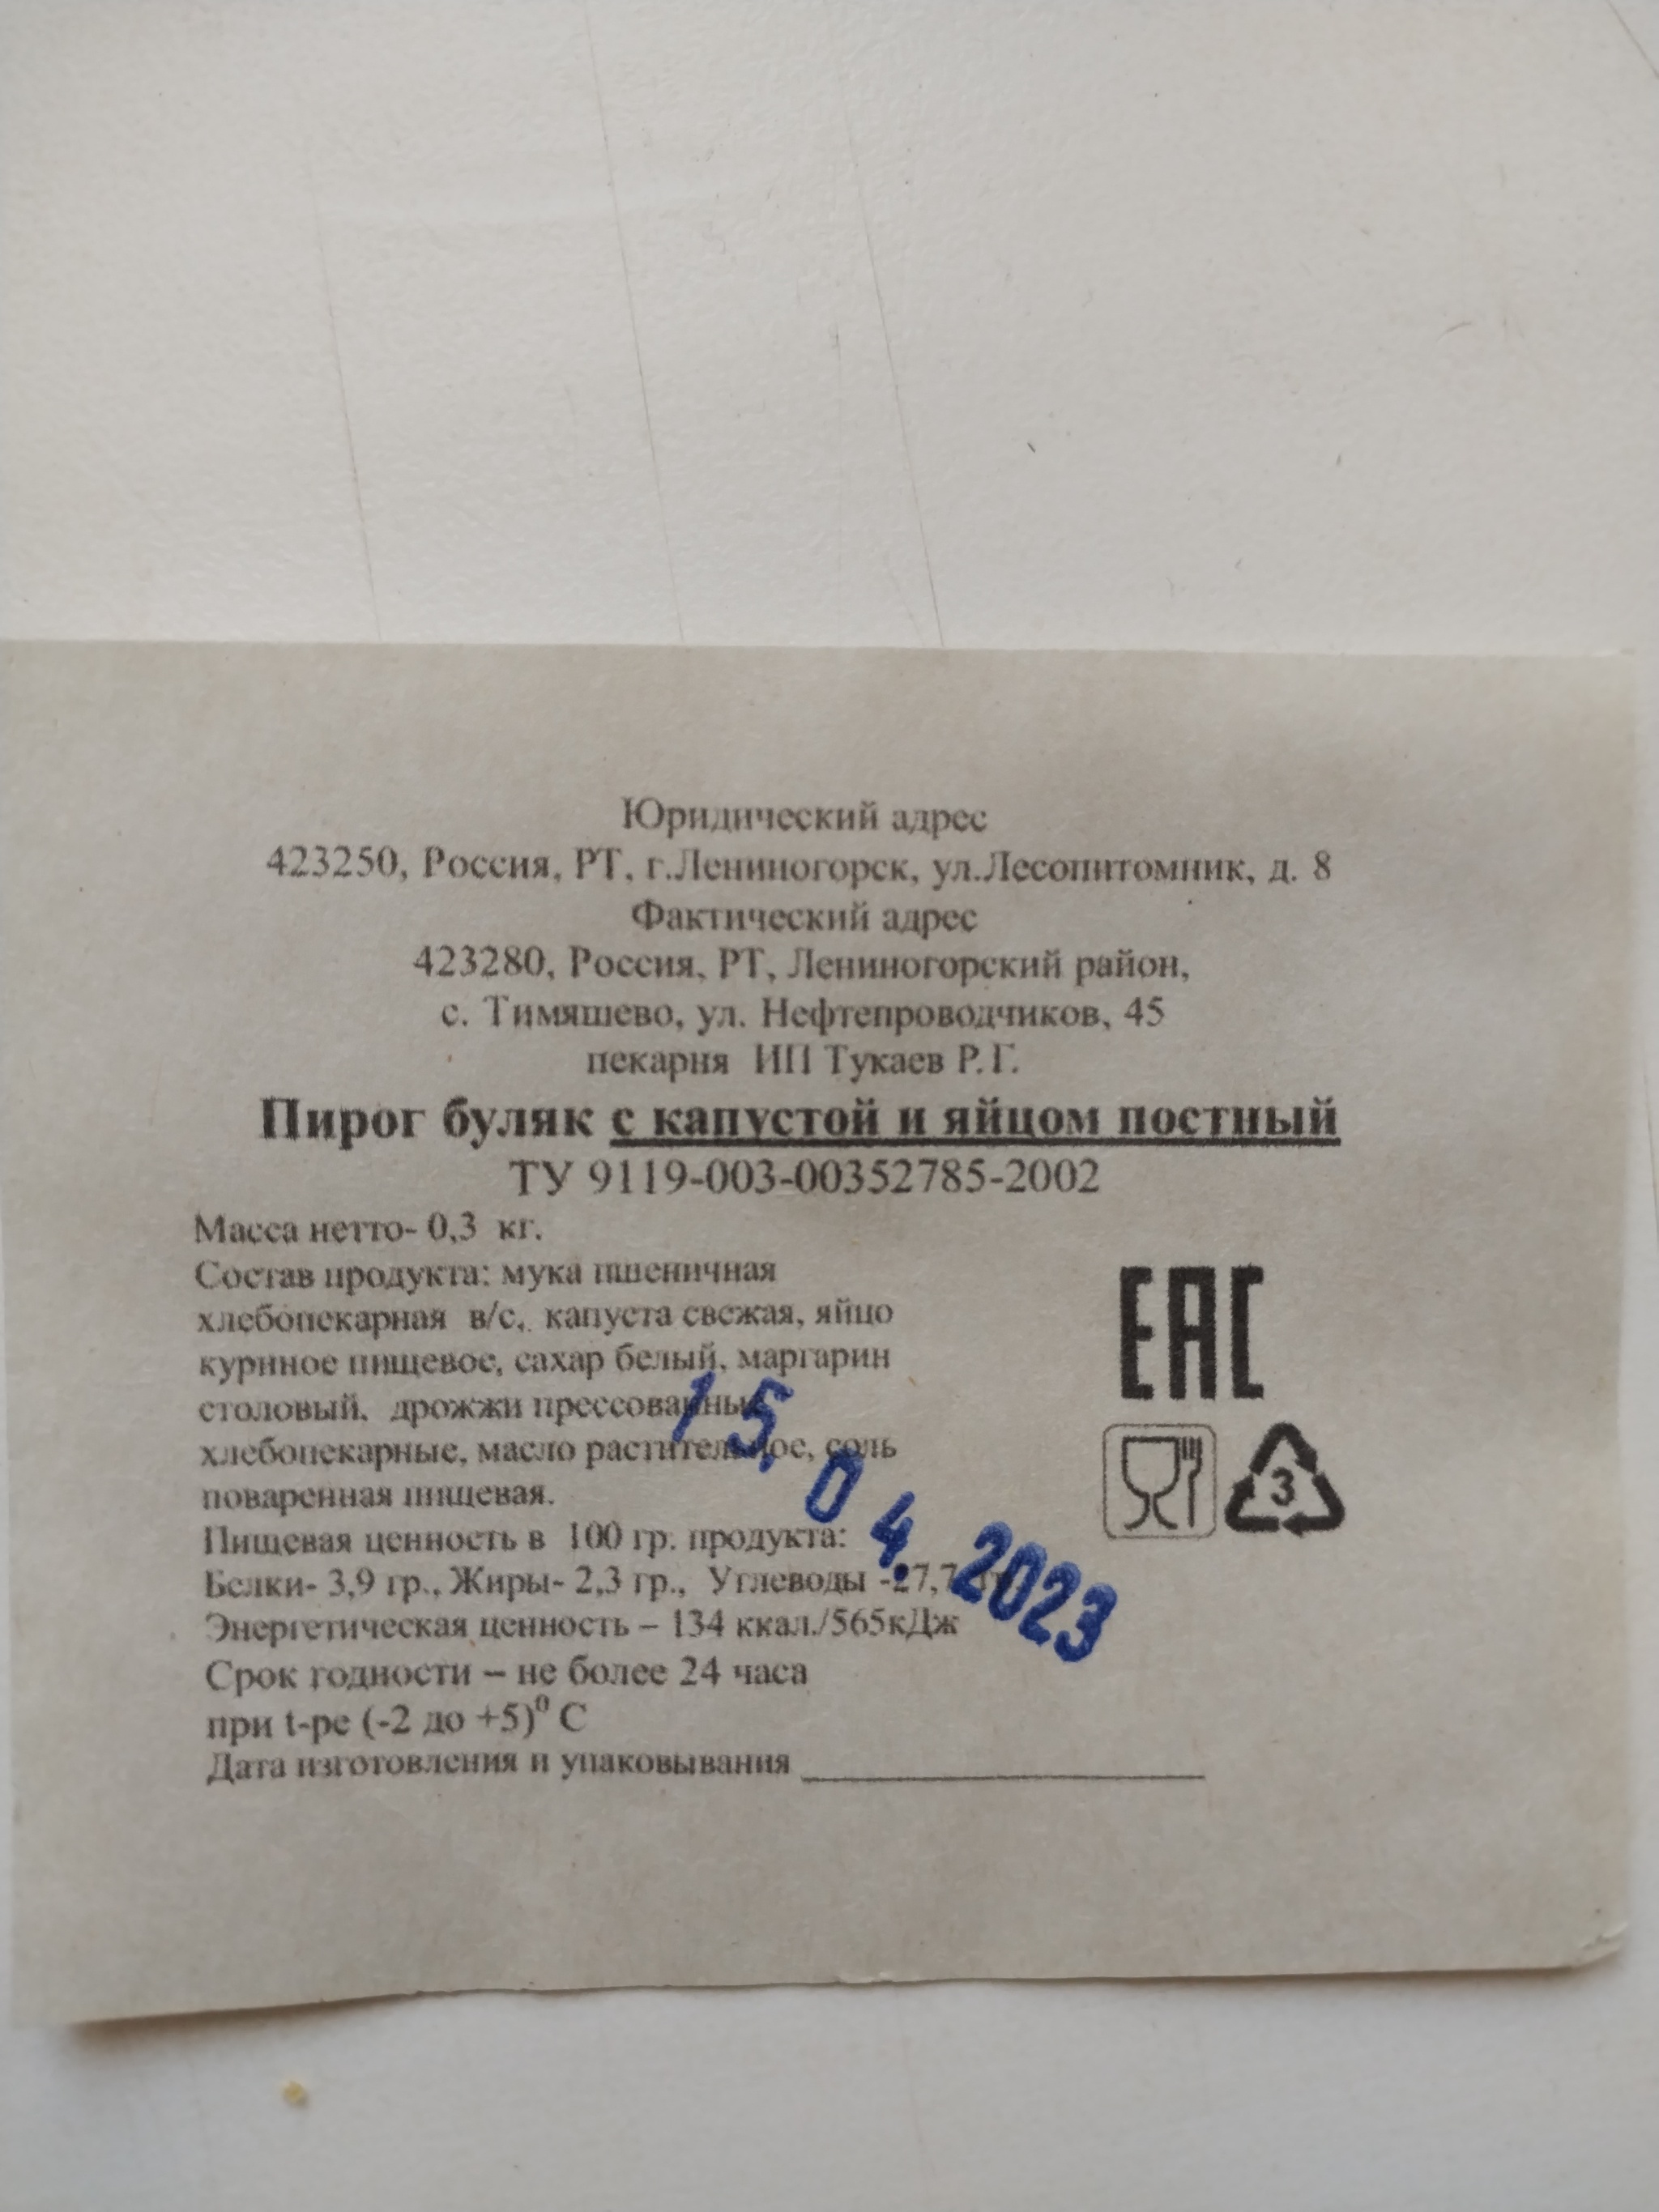 Юридический адрес
423250, Россия, РТ, г.Лениногорск, ул.Лесопитомник, д. 8
Фактический адрес
423280, Россия, РТ, Лениногорский район,
с. Тимяшево, ул. Нефтепроводчиков, 45
пекарня ИП Тукаев Р.Г.
Пирог буляк с капустой и яйцом постный
ТУ 9119-003-00352785-2002
Масса нетто- 0,3 кг.
Состав продукта: мука пшеничная
хлебопекарная в/с, капуста свежая, яйцо
куриное пищевое, сахар белый, маргарин
столовый, дрожжи прессованные
хлебопекарные, масло растительное, соль
поваренная пищевая.
Пищевая ценность в 100 гр. продукта:
Белки- 3,9 гр., Жиры- 2,3 гр., Углеводы -27,7
Энергетическая ценность – 134 ккал./565кДж
Срок годности – не более 24 часа
при t-ре (-2 до +5)⁰ С
Дата изготовления и упаковывания
15.04.2023
ЕАС
3